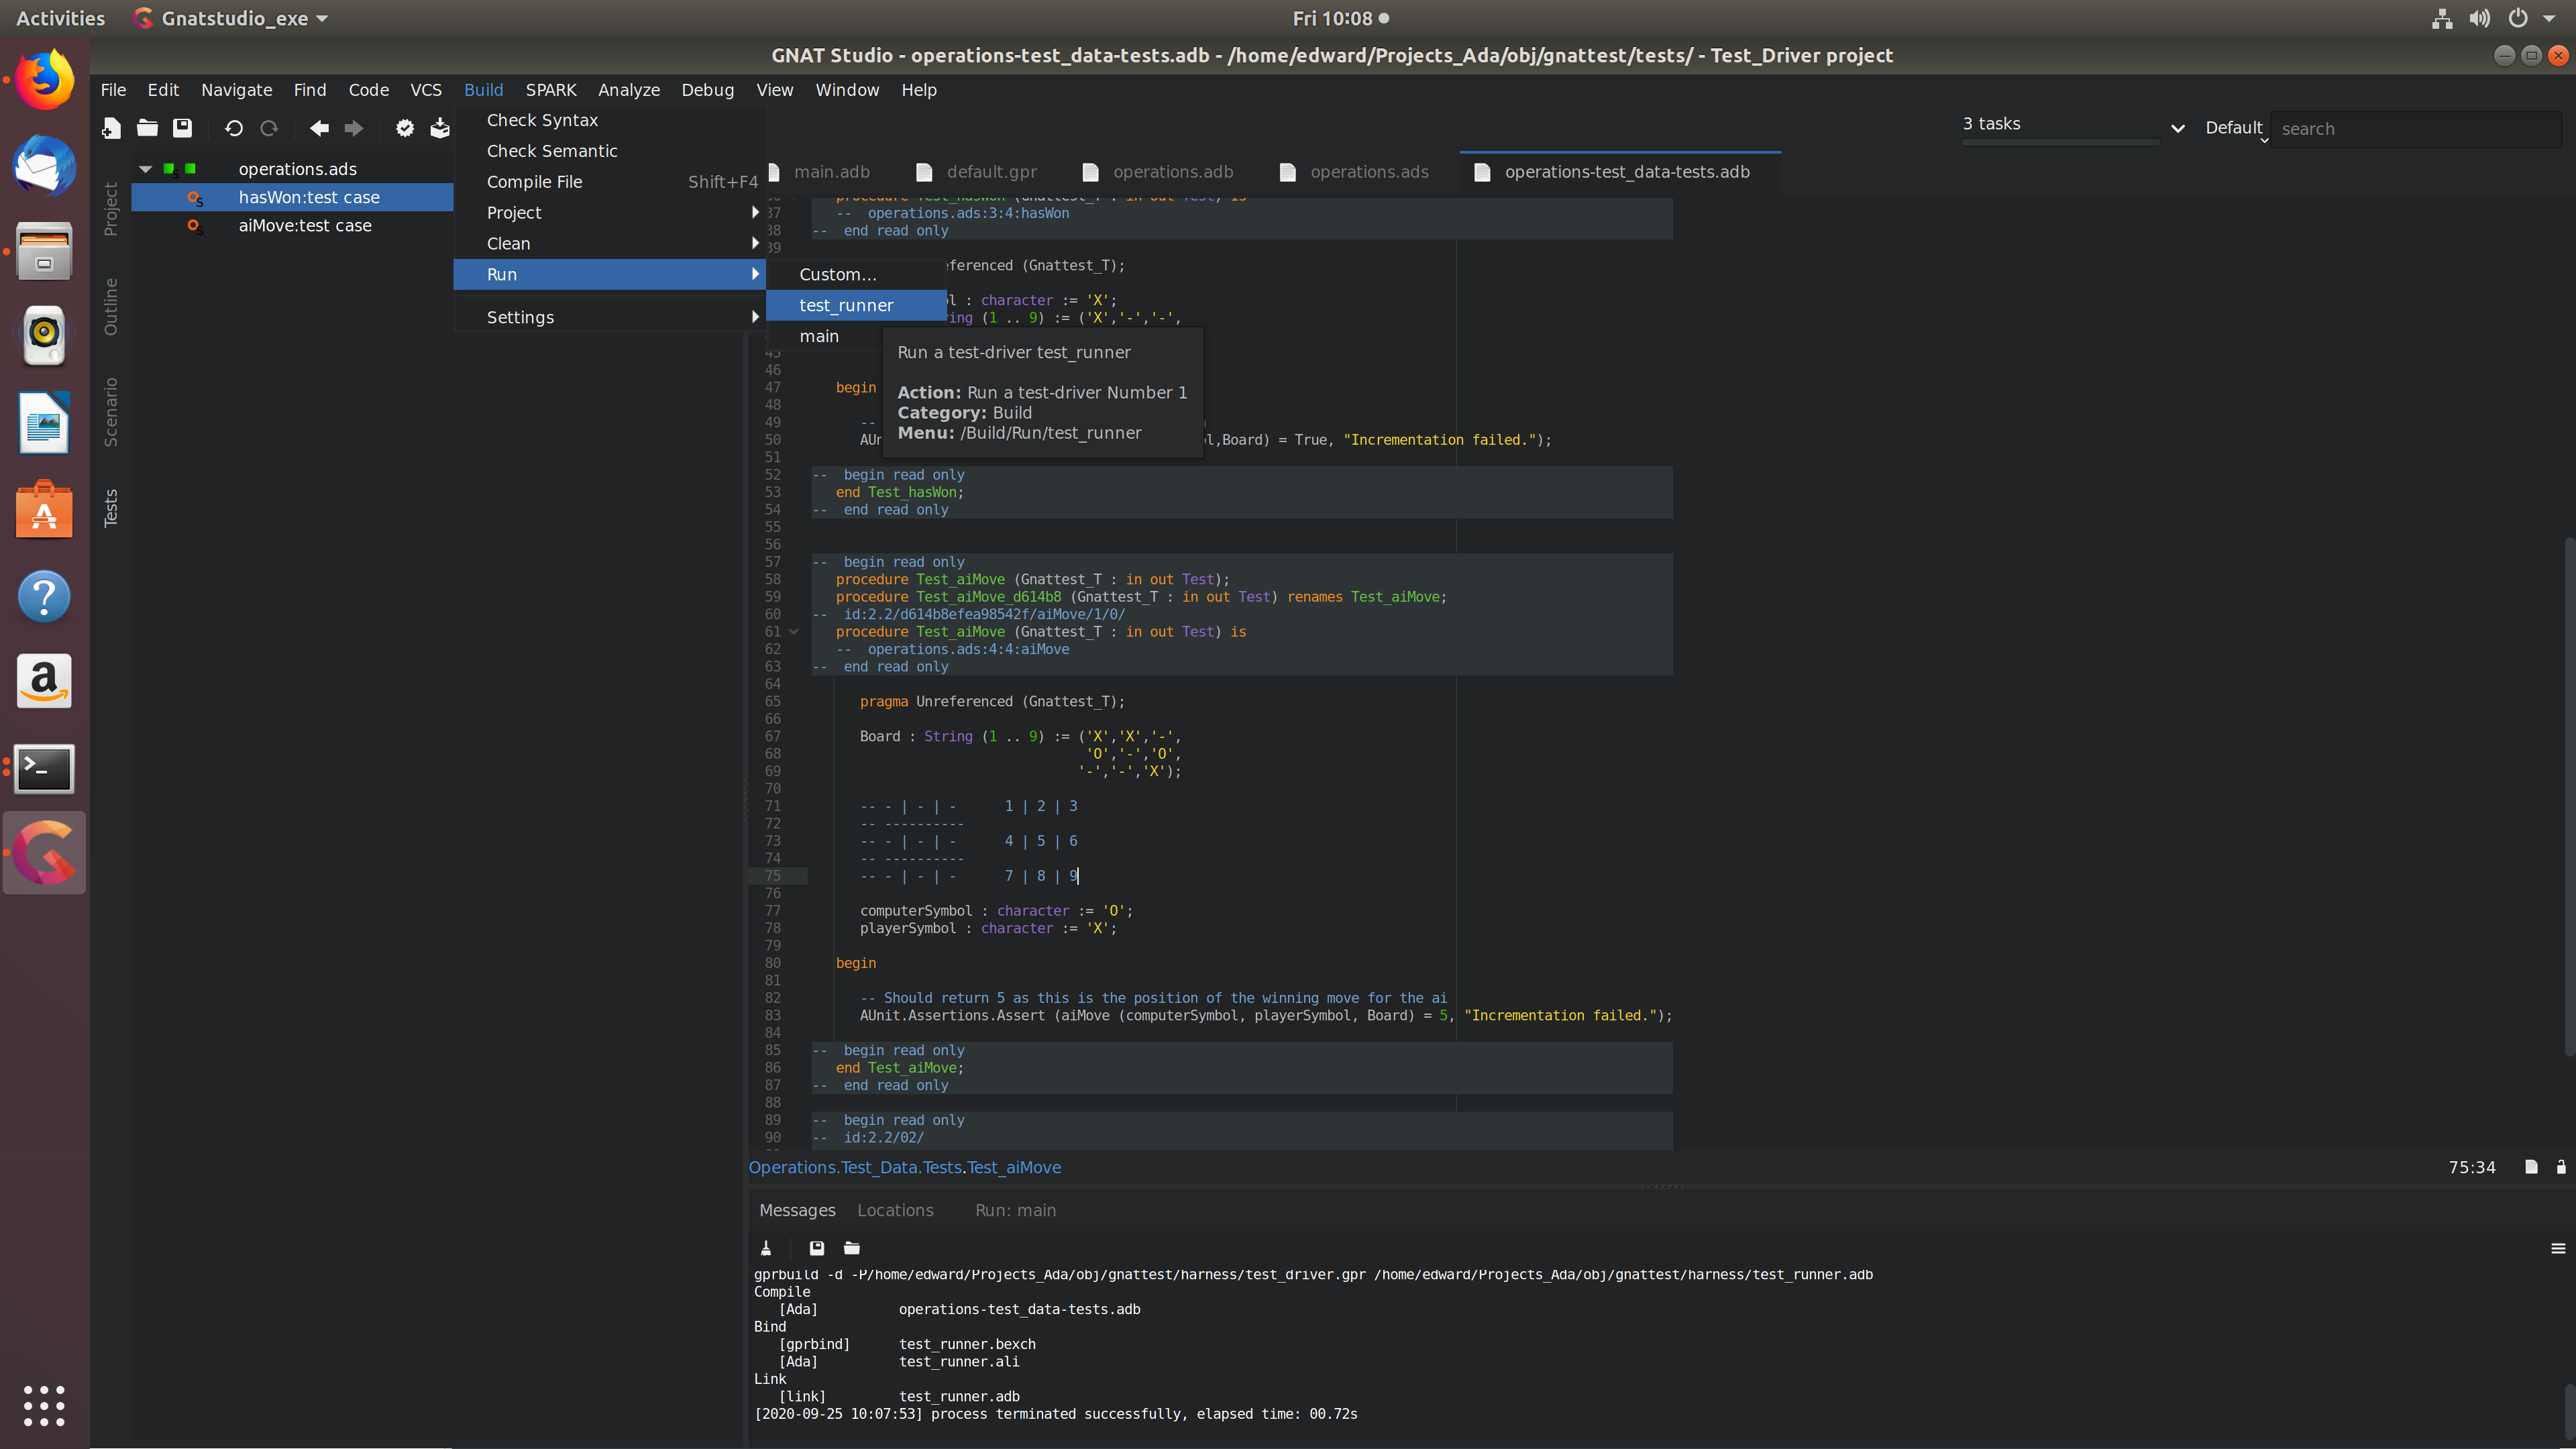 Activities Gnatstudio_exe Fri 10:08
GNAT Studio - operations-test_data-tests.adb - /home/edward/Projects_Ada/obj/gnattest/tests/ - Test_Driver project
File Edit Navigate Find Code VCS Build SPARK Analyze Debug View Window Help
3 tasks Default search
Project
Outline
Scenario
Tests
operations.ads
hasWon:test case
aiMove:test case
Check Syntax
Check Semantic
Compile File Shift+F4
Project
Clean
Run
Settings
Custom...
test_runner
main
Run a test-driver test_runner
Action: Run a test-driver Number 1
Category: Build
Menu: /Build/Run/test_runner
main.adb default.gpr operations.adb operations.ads operations-test_data-tests.adb
procedure Test_hasWon (Gnattest_T : in out Test) is
37 -- operations.ads:3:4:hasWon
38 -- end read only
39
ferenced (Gnattest_T);
ol : character := 'X';
ring (1 .. 9) := ('X','-','-',
45
46
47 begin
48
49 --
50 AUn l,Board) = True, "Incrementation failed.");
51
52 -- begin read only
53 end Test_hasWon;
54 -- end read only
55
56
57 -- begin read only
58 procedure Test_aiMove (Gnattest_T : in out Test);
59 procedure Test_aiMove_d614b8 (Gnattest_T : in out Test) renames Test_aiMove;
60 -- id:2.2/d614b8efea98542f/aiMove/1/0/
61 procedure Test_aiMove (Gnattest_T : in out Test) is
62 -- operations.ads:4:4:aiMove
63 -- end read only
64
65 pragma Unreferenced (Gnattest_T);
66
67 Board : String (1 .. 9) := ('X','X','-',
68 'O','-','O',
69 '-','-','X');
70
71 -- - | - | - 1 | 2 | 3
72 -- ----------
73 -- - | - | - 4 | 5 | 6
74 -- ----------
75 -- - | - | - 7 | 8 | 9
76
77 computerSymbol : character := 'O';
78 playerSymbol : character := 'X';
79
80 begin
81
82 -- Should return 5 as this is the position of the winning move for the ai
83 AUnit.Assertions.Assert (aiMove (computerSymbol, playerSymbol, Board) = 5, "Incrementation failed.");
84
85 -- begin read only
86 end Test_aiMove;
87 -- end read only
88
89 -- begin read only
90 -- id:2.2/02/
Operations.Test_Data.Tests.Test_aiMove 75:34
Messages Locations Run: main
gprbuild -d -P/home/edward/Projects_Ada/obj/gnattest/harness/test_driver.gpr /home/edward/Projects_Ada/obj/gnattest/harness/test_runner.adb
Compile
[Ada] operations-test_data-tests.adb
Bind
[gprbind] test_runner.bexch
[Ada] test_runner.ali
Link
[link] test_runner.adb
[2020-09-25 10:07:53] process terminated successfully, elapsed time: 00.72s